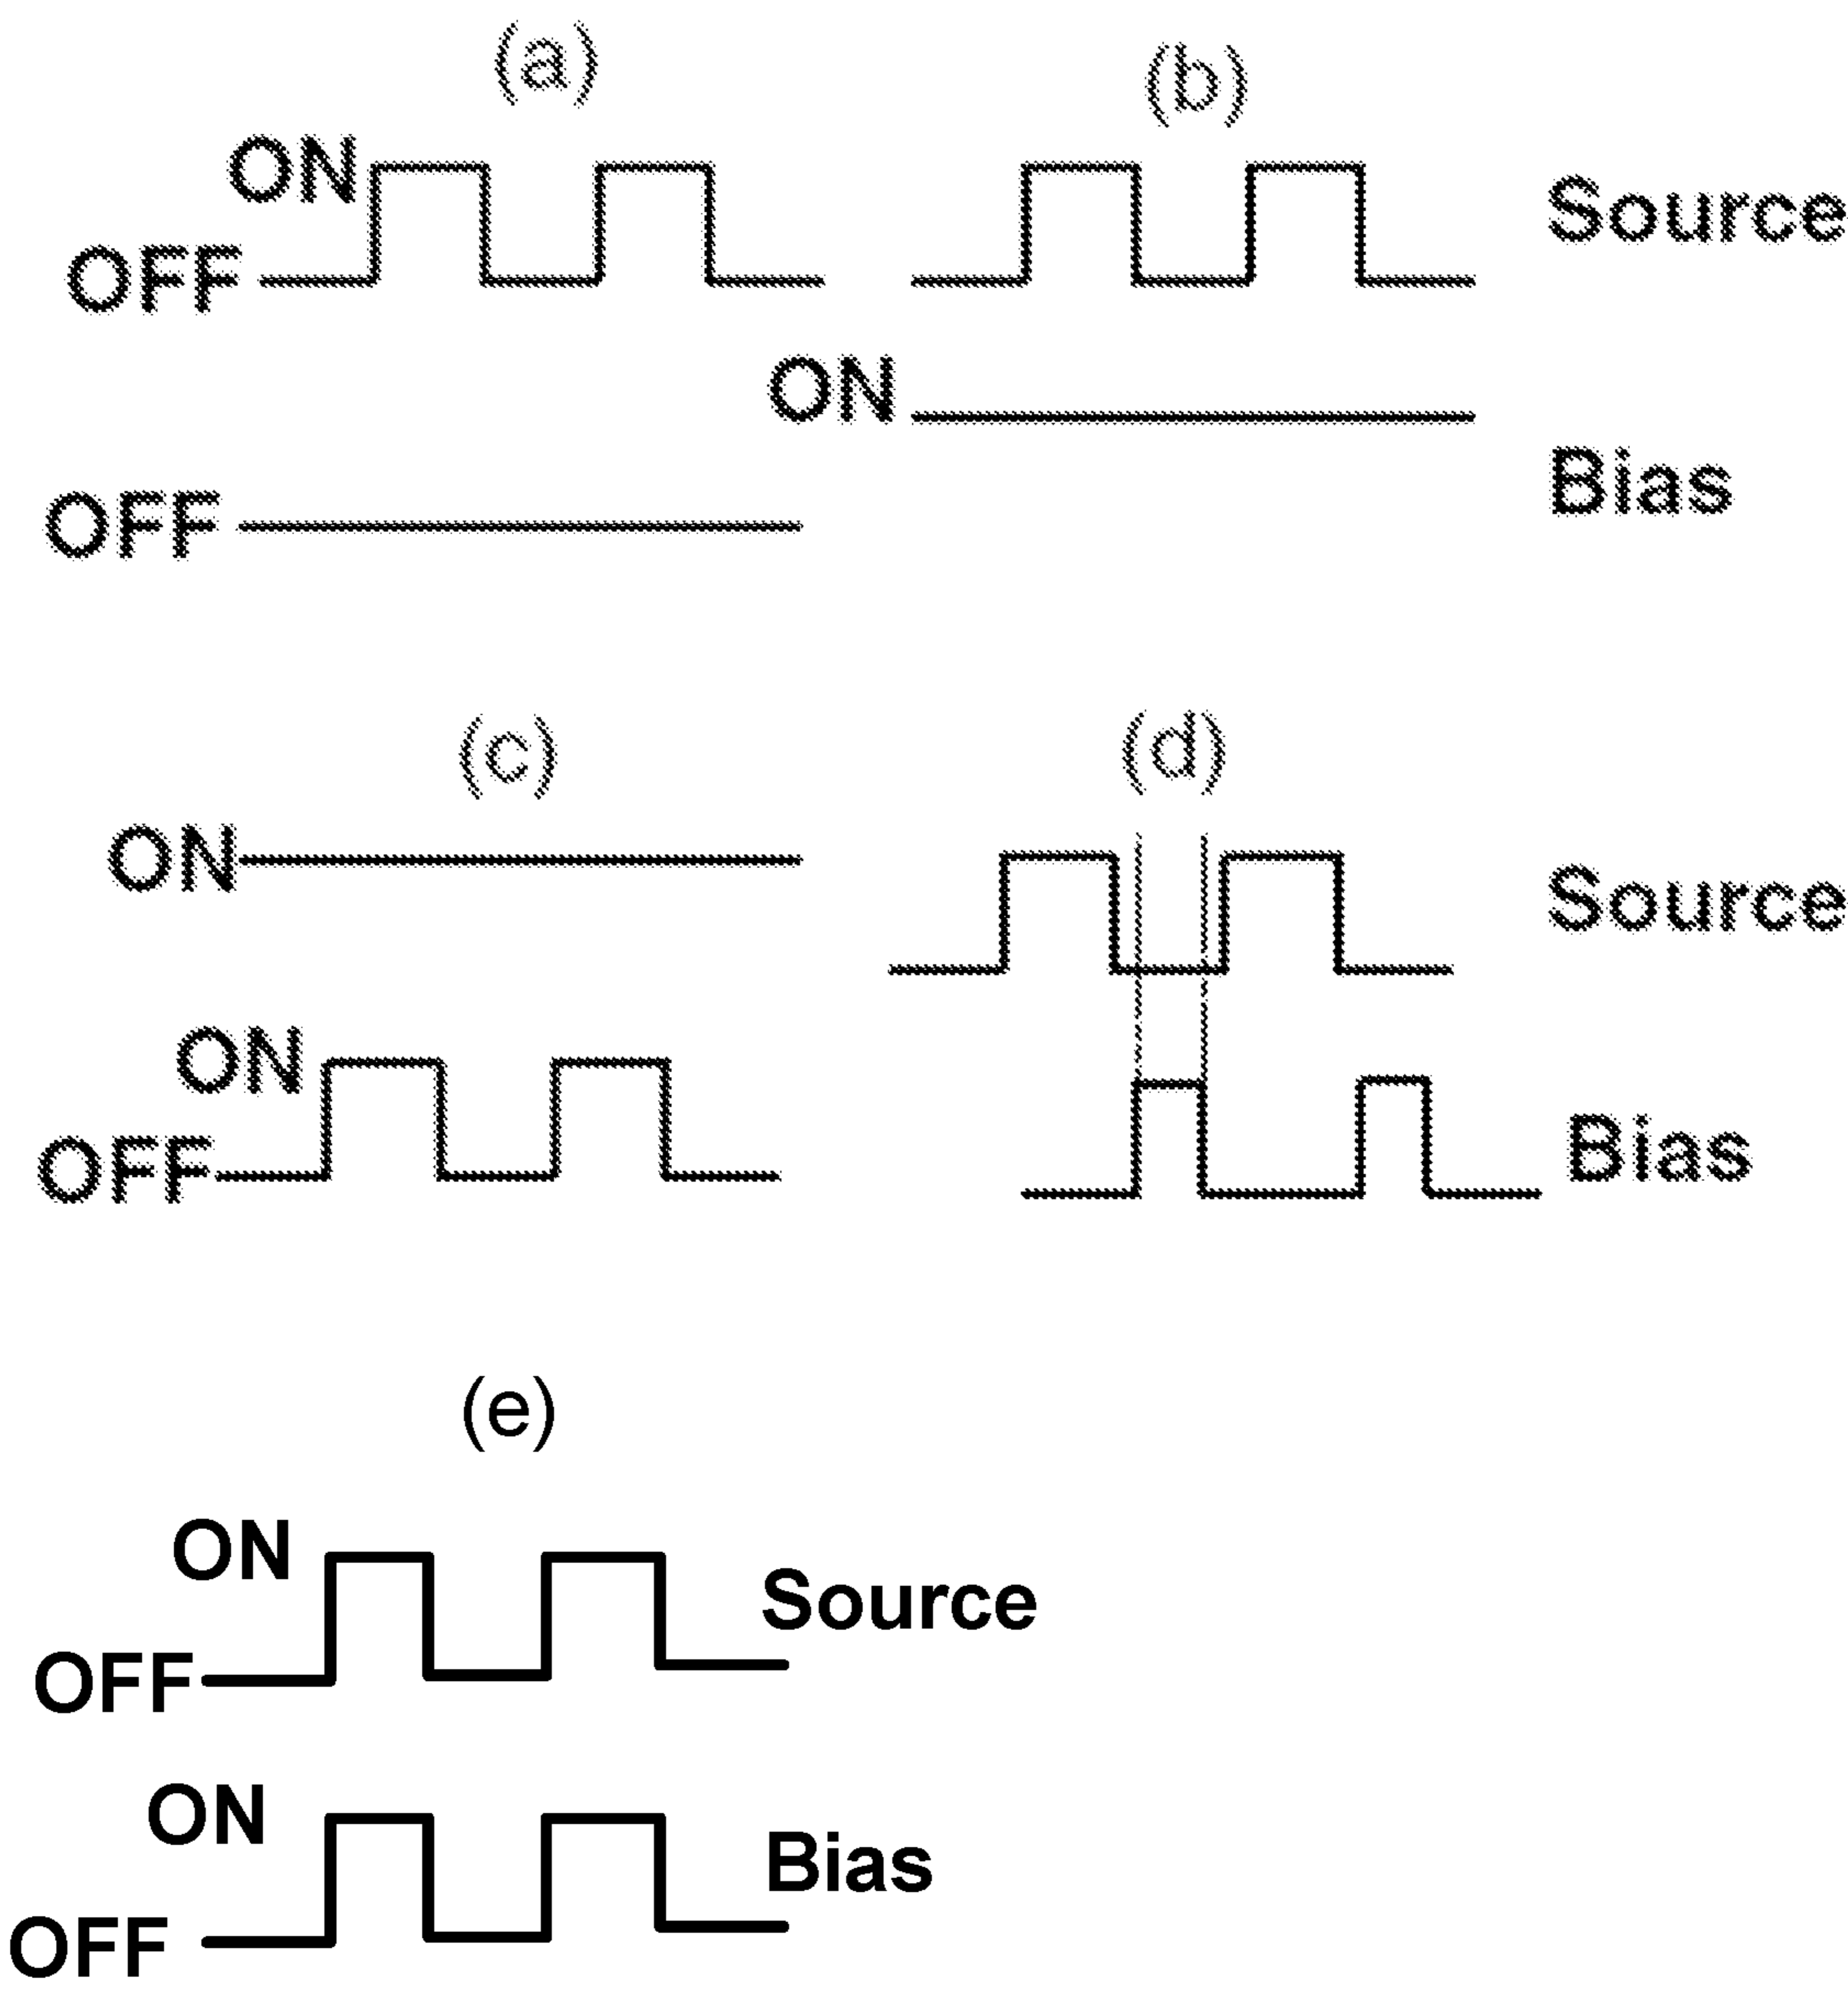 (a) (b)
ON Source
OFF
ON
Bias
OFF
(c) (d)
ON Source
ON
OFF Bias
(e)
ON
Source
OFF
ON
Bias
OFF